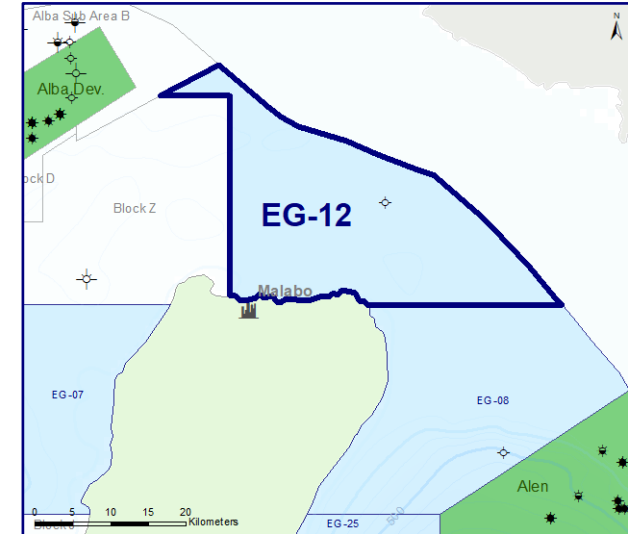 Alba Sub Area B
N
Alba Dev.
ock D
Block Z
EG-12
Malabo
EG-07
EG-08
Alen
500
0 5 10 15 20
Kilometers
EG-25